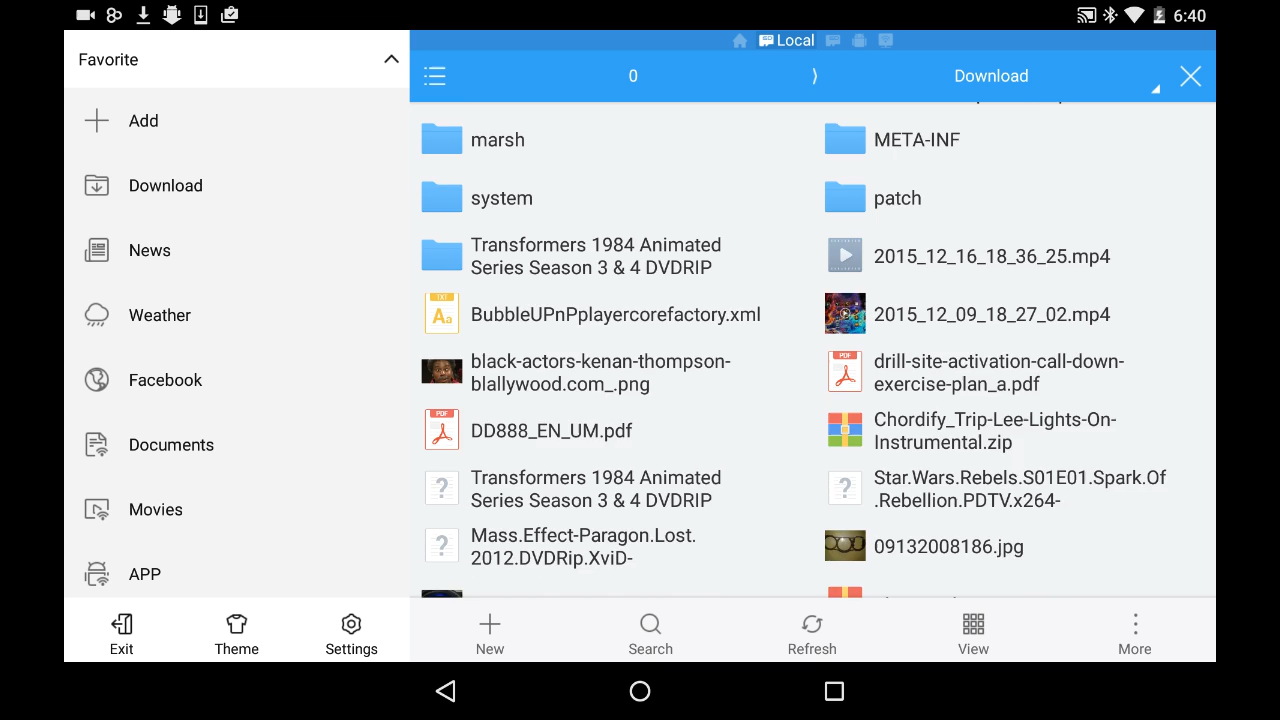 6:40
Favorite
Add
Download
News
Weather
Facebook
Documents
Movies
APP
Exit
Theme
Settings
Local
0
Download
marsh
META-INF
system
patch
Transformers 1984 Animated
Series Season 3 & 4 DVDRIP
2015_12_16_18_36_25.mp4
TXT
Aa
BubbleUPnPplayercorefactory.xml
2015_12_09_18_27_02.mp4
black-actors-kenan-thompson-
blallywood.com_.png
PDF
drill-site-activation-call-down-
exercise-plan_a.pdf
PDF
DD888_EN_UM.pdf
Chordify_Trip-Lee-Lights-On-
Instrumental.zip
?
Transformers 1984 Animated
Series Season 3 & 4 DVDRIP
?
Star.Wars.Rebels.S01E01.Spark.Of
.Rebellion.PDTV.x264-
?
Mass.Effect-Paragon.Lost.
2012.DVDRip.XviD-
09132008186.jpg
New
Search
Refresh
View
More